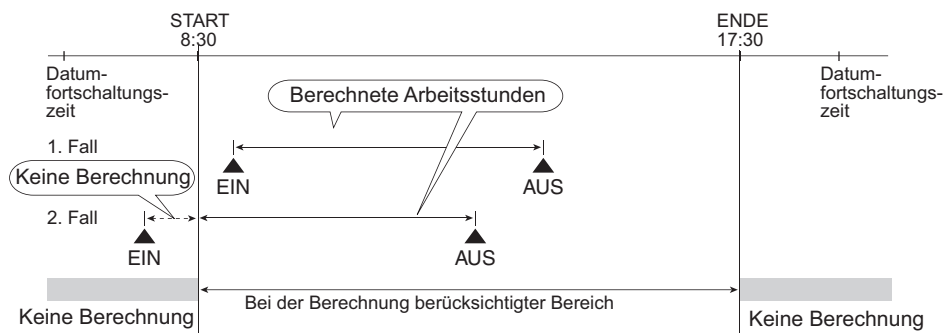 START
8:30
ENDE
17:30
Datum-
fortschaltungs-
zeit
Datum-
fortschaltungs-
zeit
Berechnete Arbeitsstunden
1. Fall
EIN
AUS
Keine Berechnung
2. Fall
EIN
AUS
Bei der Berechnung berücksichtigter Bereich
Keine Berechnung
Keine Berechnung